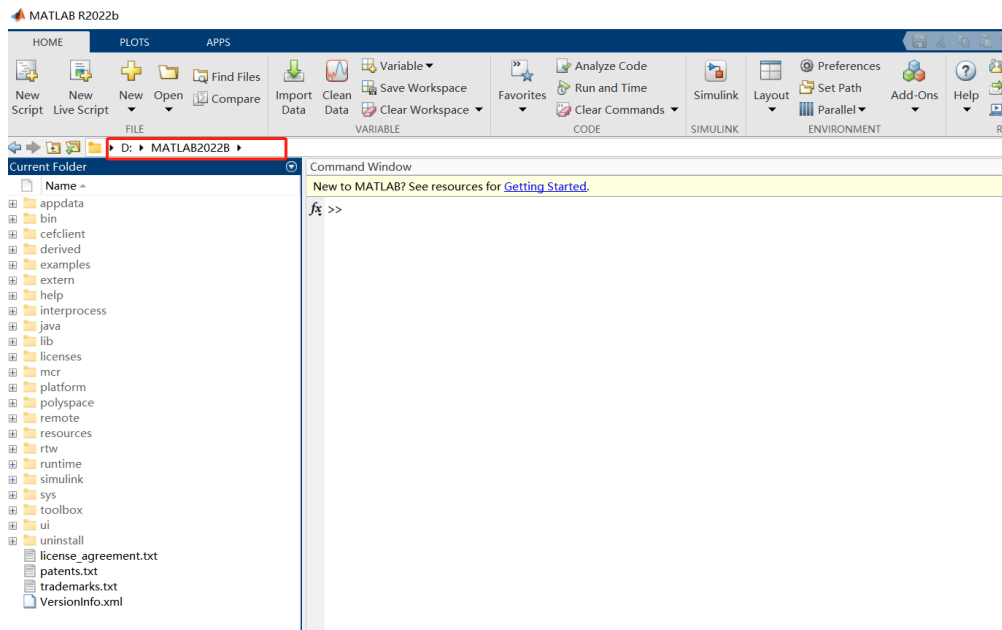 MATLAB R2022b
HOME PLOTS APPS
New Script
New Live Script
New
Open
Find Files
Compare
FILE
Import Data
Clean Data
Variable
Save Workspace
Clear Workspace
VARIABLE
Favorites
Analyze Code
Run and Time
Clear Commands
CODE
Simulink
SIMULINK
Layout
Preferences
Set Path
Parallel
ENVIRONMENT
Add-Ons
Help
R
D: MATLAB2022B
Current Folder
Name
appdata
bin
cefclient
derived
examples
extern
help
interprocess
java
lib
licenses
mcr
platform
polyspace
remote
resources
rtw
runtime
simulink
sys
toolbox
ui
uninstall
license_agreement.txt
patents.txt
trademarks.txt
VersionInfo.xml
Command Window
New to MATLAB? See resources for Getting Started.
fx >>